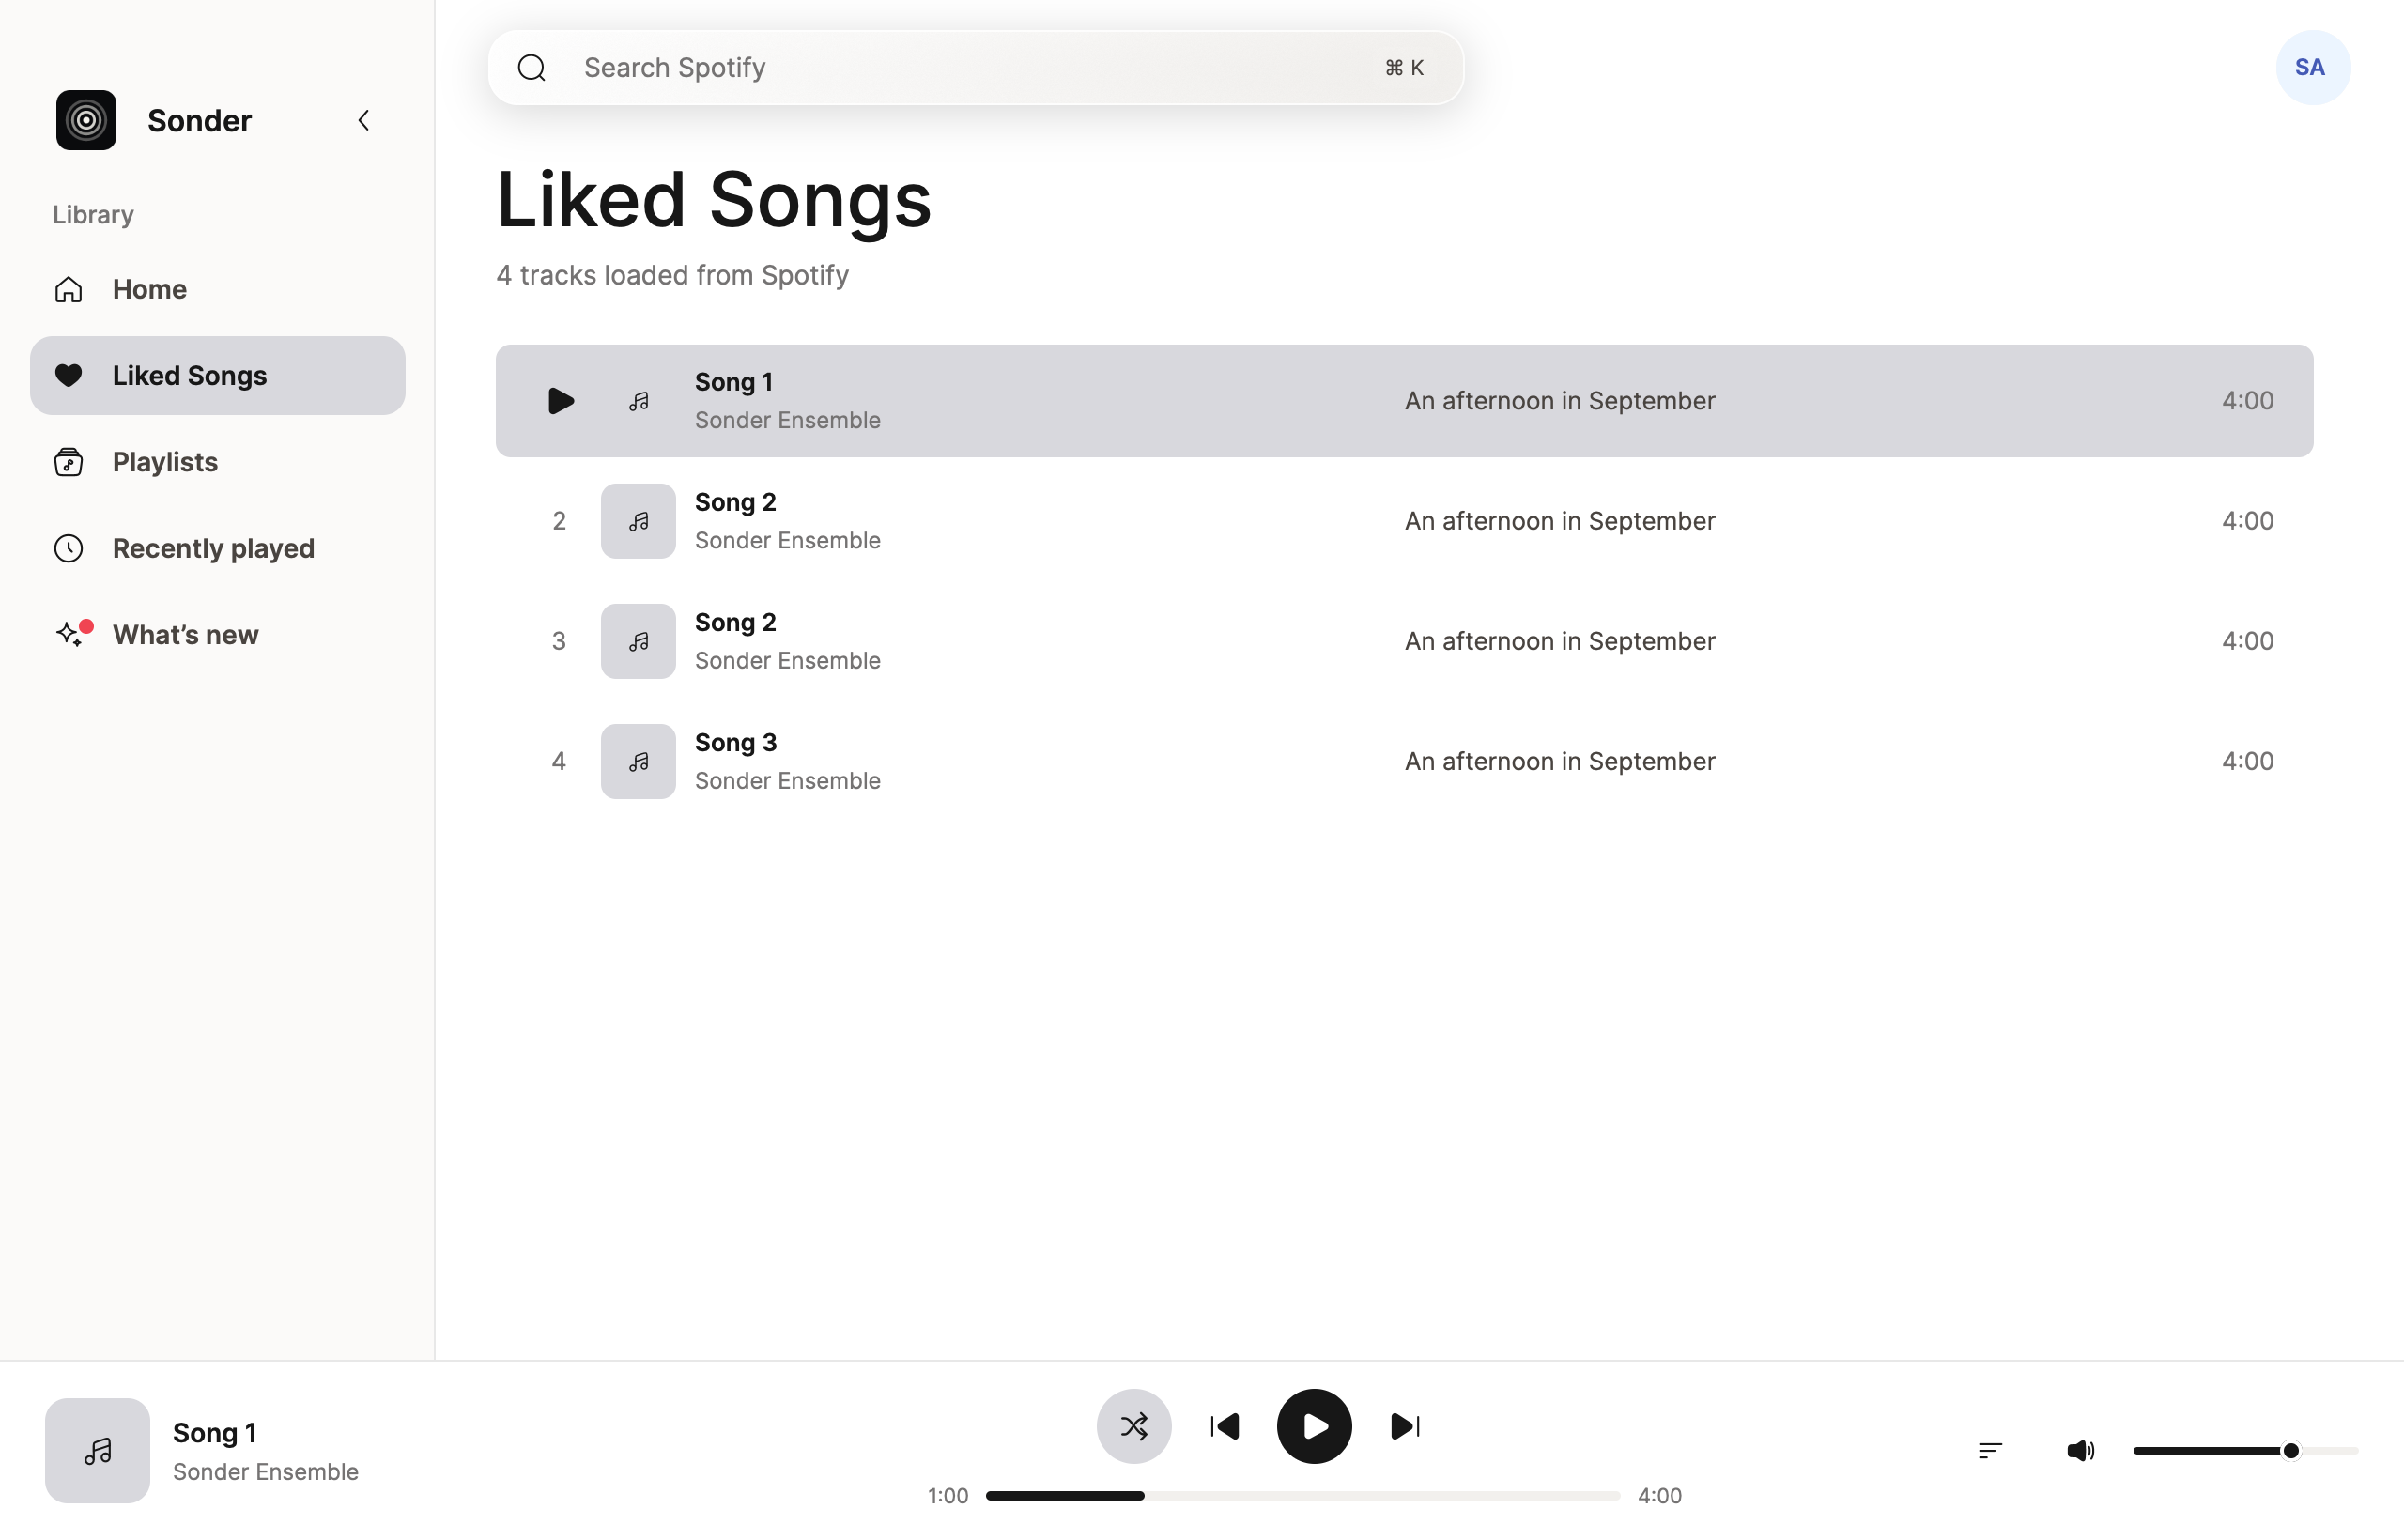 Sonder
Library
Home
Liked Songs
Playlists
Recently played
What’s new
Search Spotify
⌘ K
SA
Liked Songs
4 tracks loaded from Spotify
Song 1
Sonder Ensemble
An afternoon in September
4:00
2
Song 2
Sonder Ensemble
An afternoon in September
4:00
3
Song 2
Sonder Ensemble
An afternoon in September
4:00
4
Song 3
Sonder Ensemble
An afternoon in September
4:00
Song 1
Sonder Ensemble
1:00
4:00